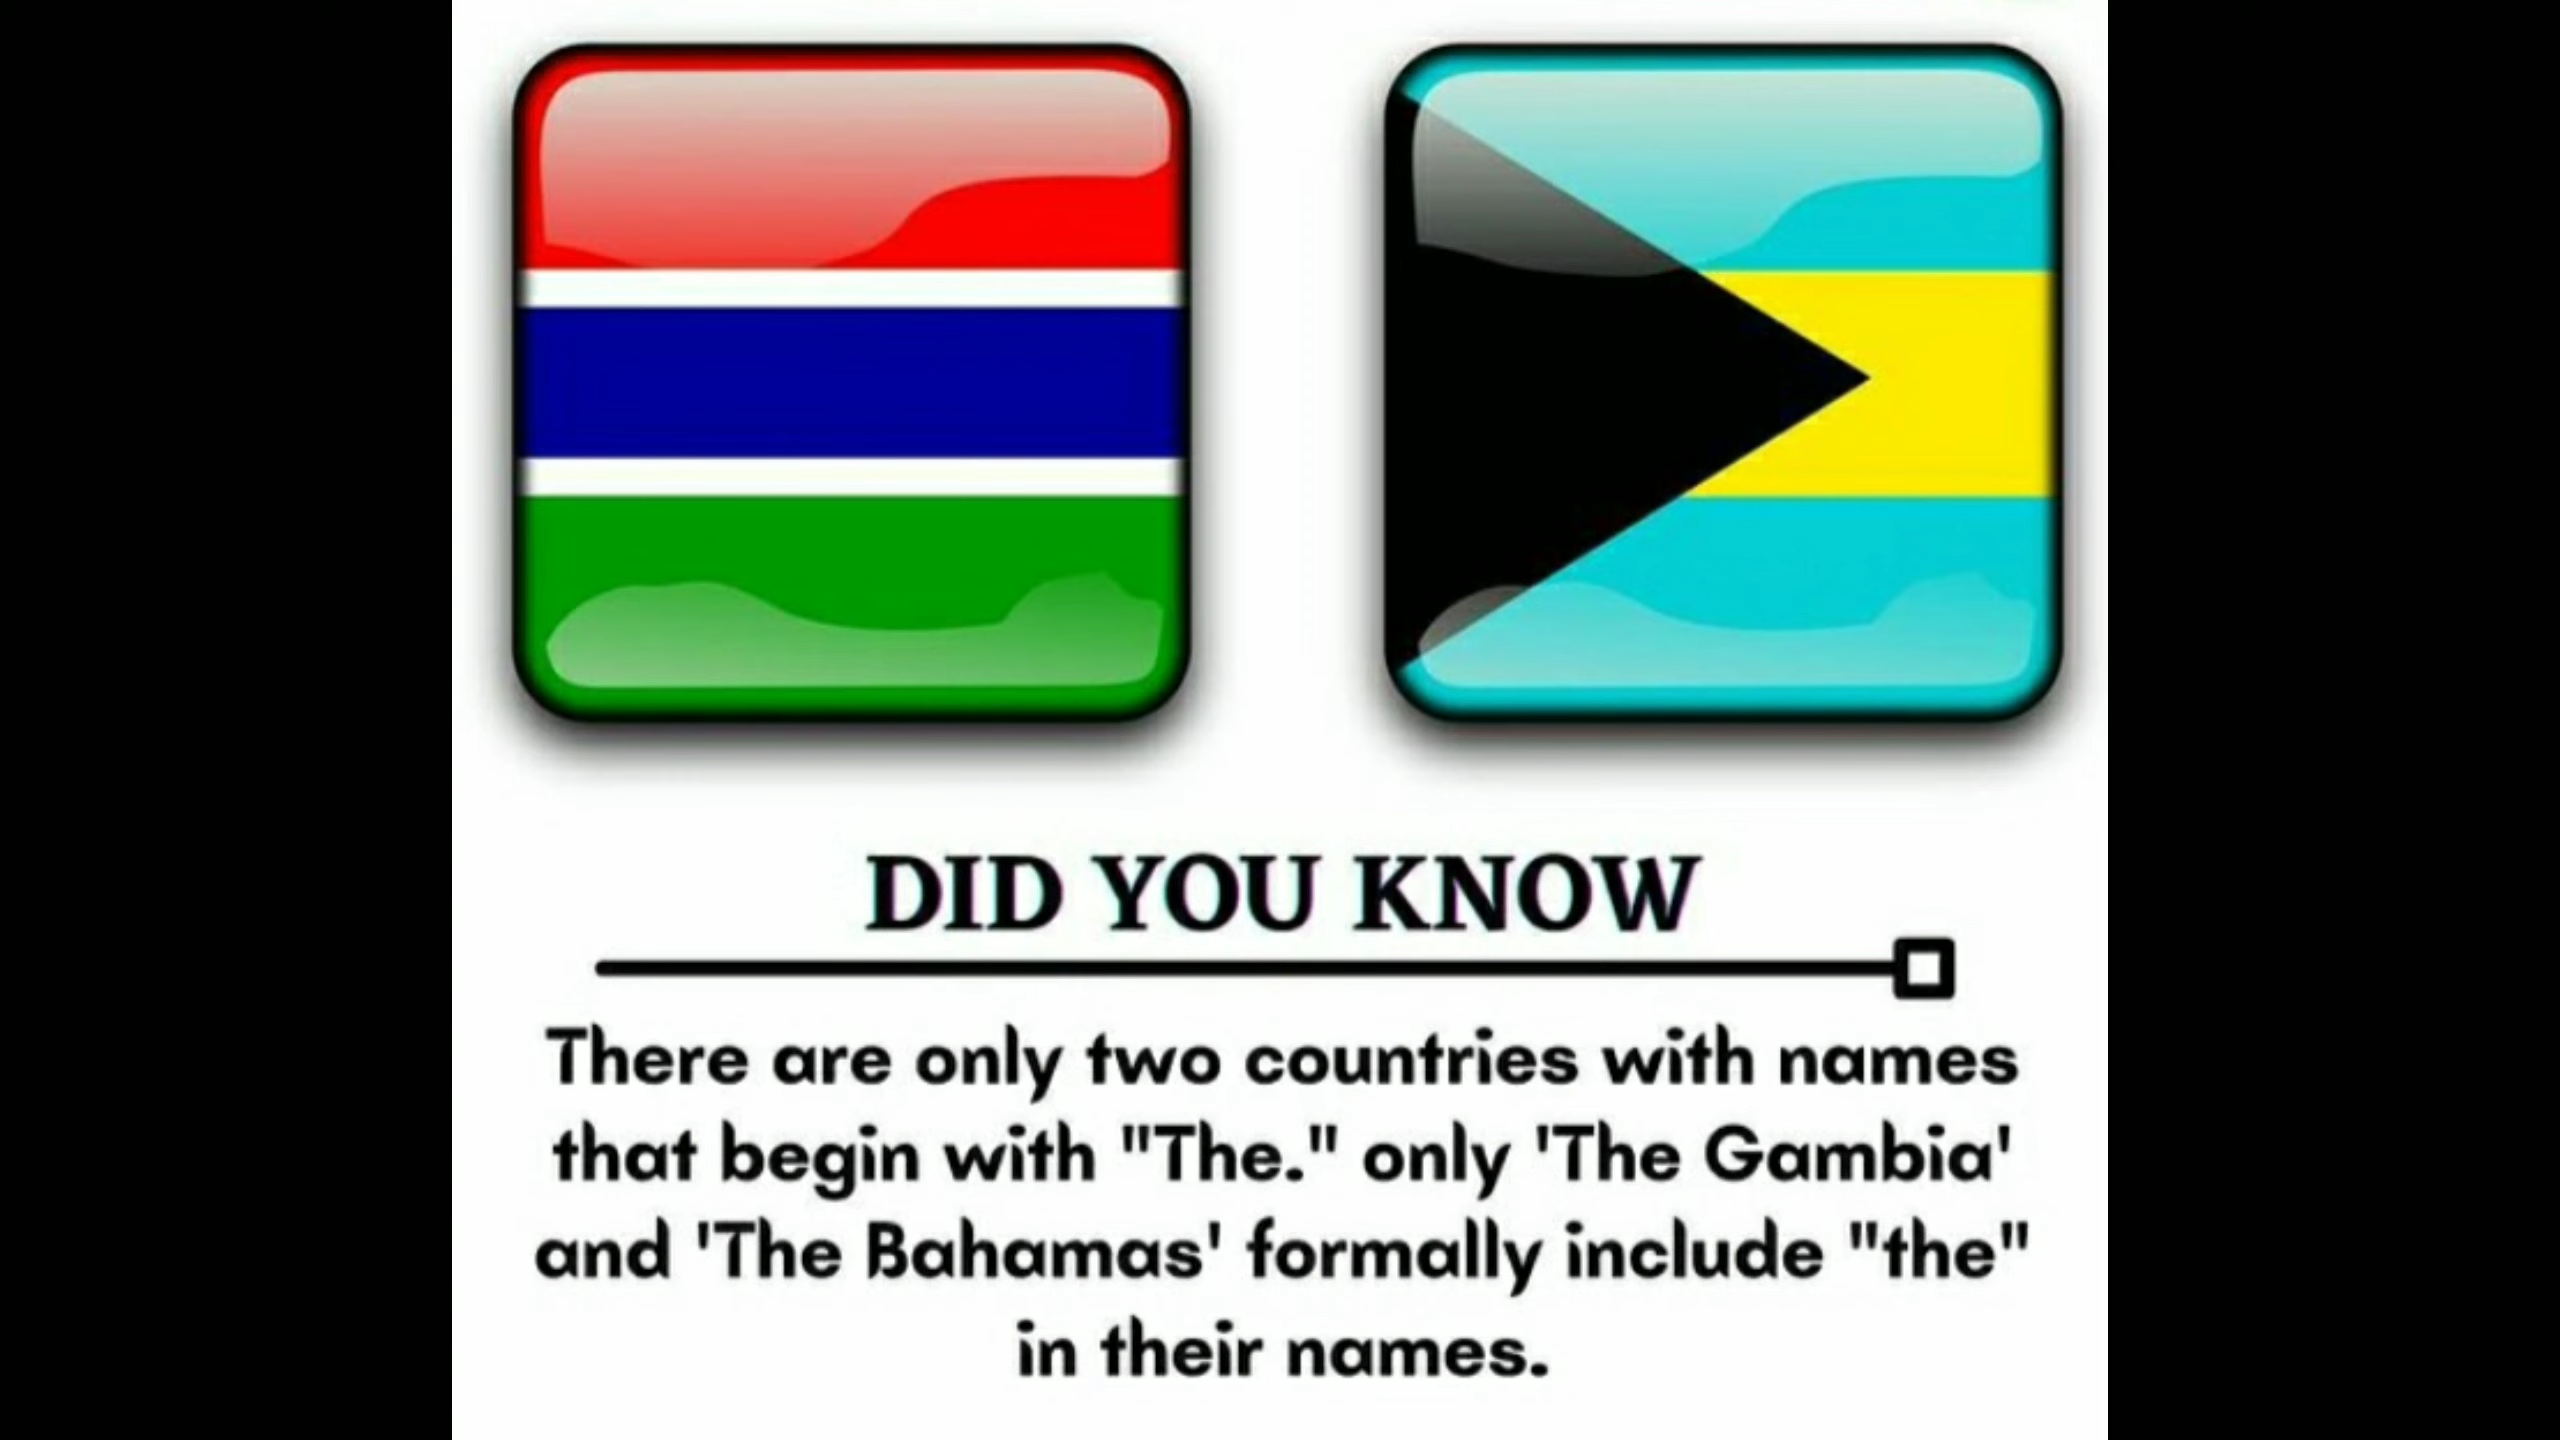 DID YOU KNOW
There are only two countries with names
that begin with "The." only 'The Gambia'
and 'The Bahamas' formally include "the"
in their names.